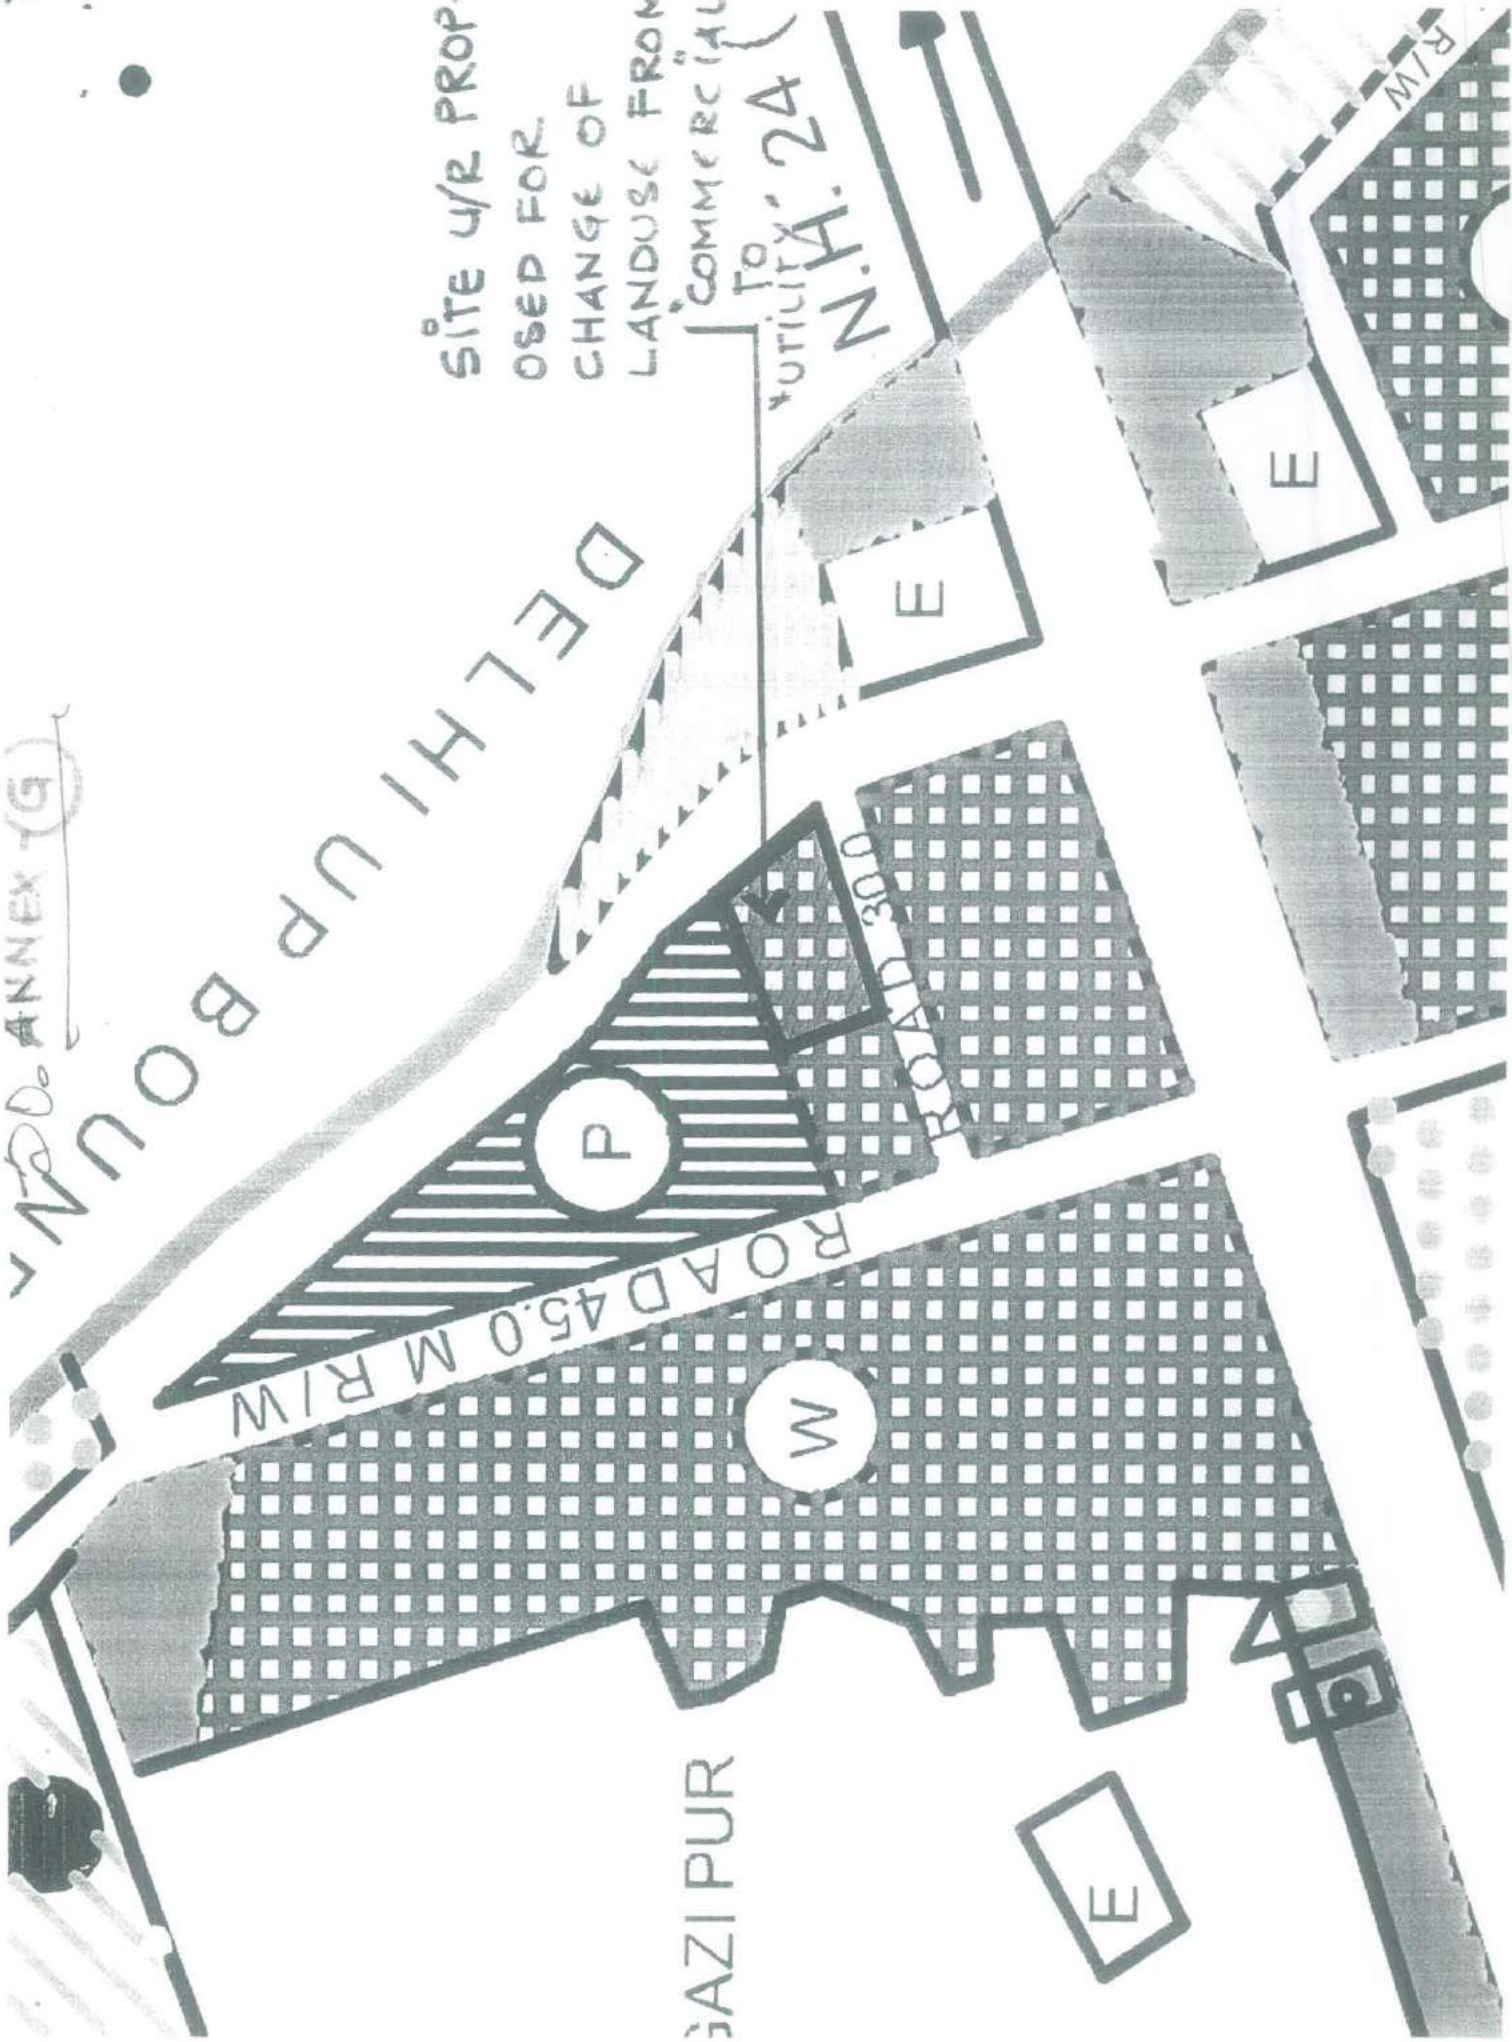 ANNEX - G
SITE U/R PROP-
OSED FOR
CHANGE OF
LANDUSE FROM
"COMMERCIAL
TO
"UTILITY"
N.H. 24
DELHI UP BOUN
R/W
E
E
ROAD 30.0
P
ROAD 45.0 M R/W
W
GAZIPUR
E